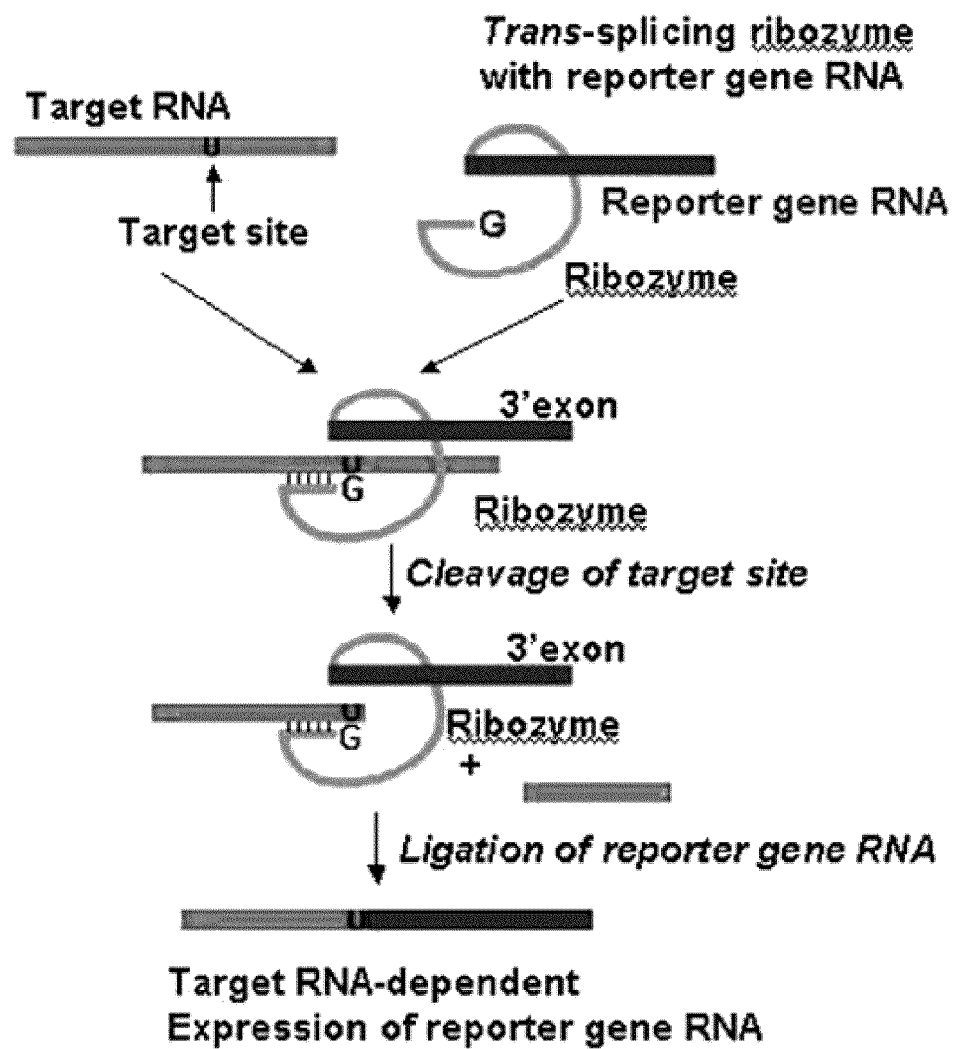 Trans-splicing ribozyme
with reporter gene RNA
Target RNA
U
Reporter gene RNA
Target site
G
Ribozyme
3'exon
U
G
Ribozyme
Cleavage of target site
3'exon
U
G
Ribozyme
+
Ligation of reporter gene RNA
U
Target RNA-dependent
Expression of reporter gene RNA